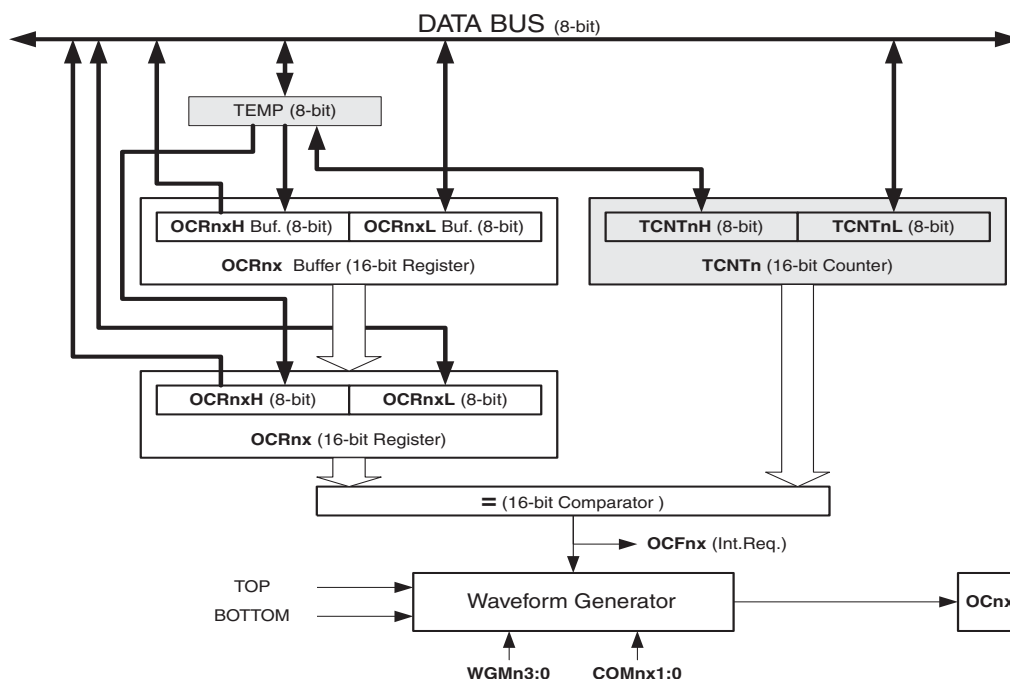 DATA BUS (8-bit)
TEMP (8-bit)
OCRnxH Buf. (8-bit) OCRnxL Buf. (8-bit)
OCRnx Buffer (16-bit Register)
TCNTnH (8-bit) TCNTnL (8-bit)
TCNTn (16-bit Counter)
OCRnxH (8-bit) OCRnxL (8-bit)
OCRnx (16-bit Register)
= (16-bit Comparator )
OCFnx (Int.Req.)
TOP
BOTTOM
Waveform Generator
OCnx
WGMn3:0 COMnx1:0